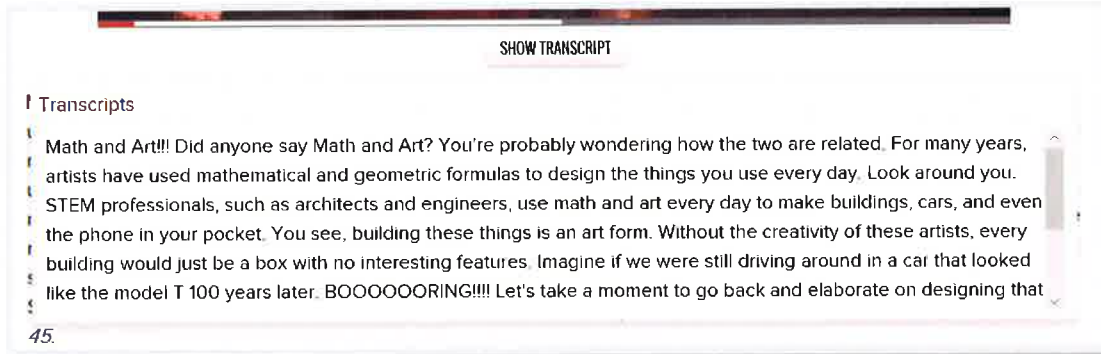 SHOW TRANSCRIPT
Transcripts
Math and Art!!! Did anyone say Math and Art? You're probably wondering how the two are related. For many years,
artists have used mathematical and geometric formulas to design the things you use every day. Look around you.
STEM professionals, such as architects and engineers, use math and art every day to make buildings, cars, and even
the phone in your pocket. You see, building these things is an art form. Without the creativity of these artists, every
building would just be a box with no interesting features. Imagine if we were still driving around in a car that looked
like the model T 100 years later. BOOOOOORING!!!! Let's take a moment to go back and elaborate on designing that
45.